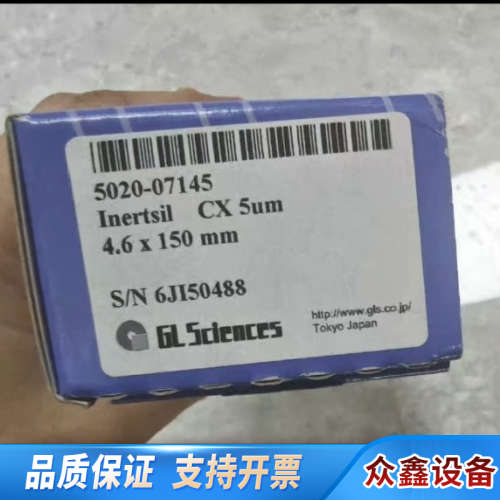 5020-07145
Inertsil CX 5um
4.6 x 150 mm
S/N 6JI50488
GL Sciences
http://www.gls.co.jp/
Tokyo Japan
品质保证 支持开票
众鑫设备